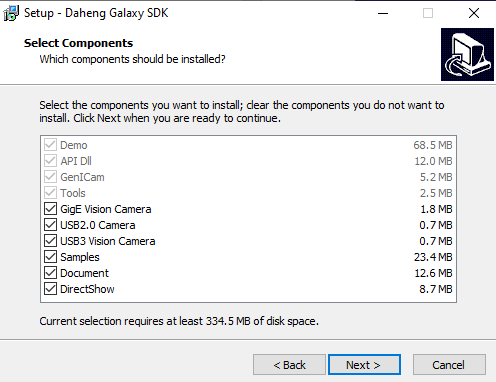 Setup - Daheng Galaxy SDK
Select Components
Which components should be installed?
Select the components you want to install; clear the components you do not want to
install. Click Next when you are ready to continue.
Demo 68.5 MB
API Dll 12.0 MB
GenICam 5.2 MB
Tools 2.5 MB
GigE Vision Camera 1.8 MB
USB2.0 Camera 0.7 MB
USB3 Vision Camera 0.7 MB
Samples 23.4 MB
Document 12.6 MB
DirectShow 8.7 MB
Current selection requires at least 334.5 MB of disk space.
< Back Next > Cancel